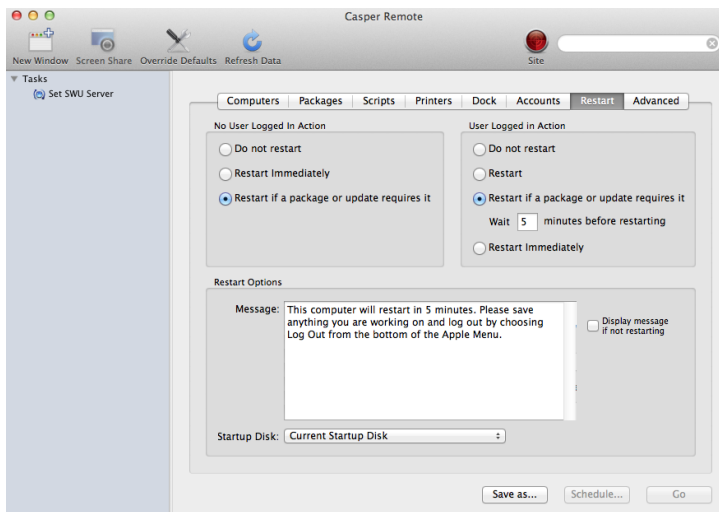 Casper Remote
New Window Screen Share Override Defaults Refresh Data Site
Tasks
Set SWU Server
Computers Packages Scripts Printers Dock Accounts Restart Advanced
No User Logged In Action
Do not restart
Restart Immediately
Restart if a package or update requires it
User Logged in Action
Do not restart
Restart
Restart if a package or update requires it
Wait 5 minutes before restarting
Restart Immediately
Restart Options
Message: This computer will restart in 5 minutes. Please save
anything you are working on and log out by choosing
Log Out from the bottom of the Apple Menu.
Display message
if not restarting
Startup Disk: Current Startup Disk
Save as... Schedule... Go